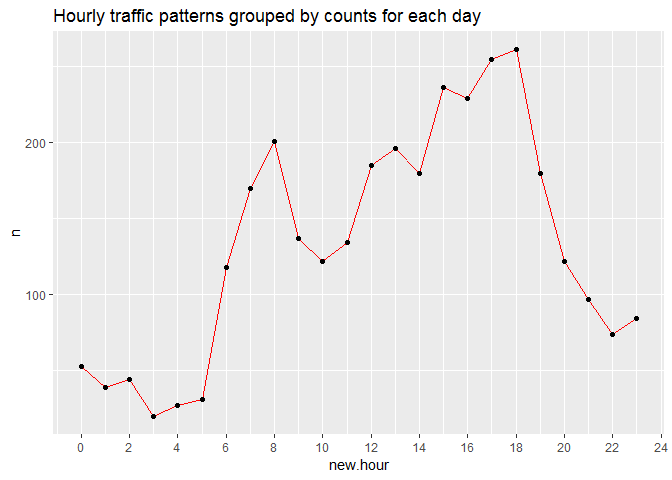 Hourly traffic patterns grouped by counts for each day
n
200
100
0 2 4 6 8 10 12 14 16 18 20 22 24
new.hour